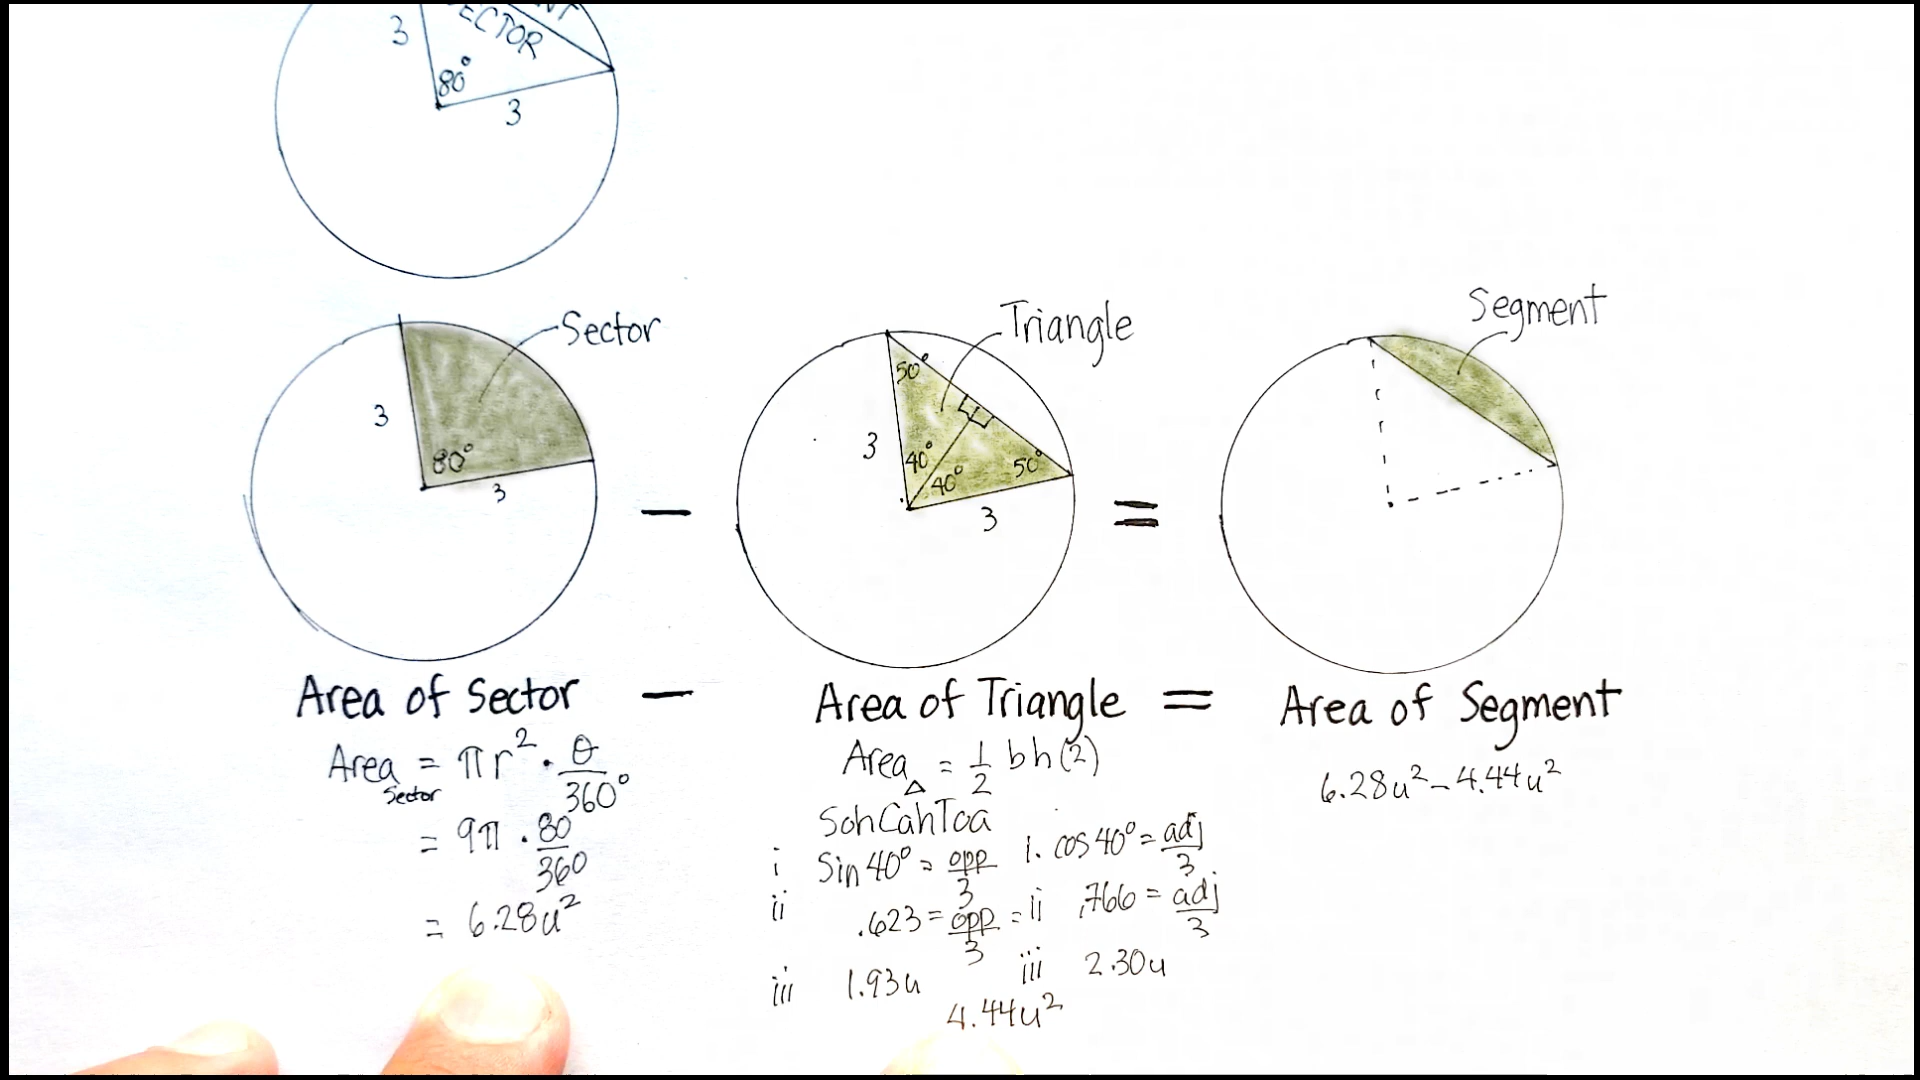 3
SECTOR
80°
3
Sector
3
80°
3
—
Triangle
50°
3
40°
40°
50°
3
=
Segment
Area of Sector — Area of Triangle = Area of Segment
Area Sector = πr² · θ/360°
= 9π · 80/360
= 6.28u²
Area △ = 1/2 bh(2)
SohCahToa
i Sin 40° = opp/3 i. cos 40° = adj/3
ii .623 = opp/3 = ii .766 = adj/3
iii 1.93u iii 2.30u
4.44u²
6.28u² - 4.44u²